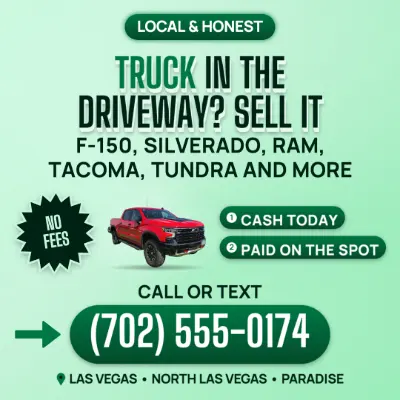 LOCAL & HONEST
TRUCK IN THE
DRIVEWAY? SELL IT
F-150, SILVERADO, RAM,
TACOMA, TUNDRA AND MORE
NO
FEES
1 CASH TODAY
2 PAID ON THE SPOT
CALL OR TEXT
(702) 555-0174
LAS VEGAS • NORTH LAS VEGAS • PARADISE